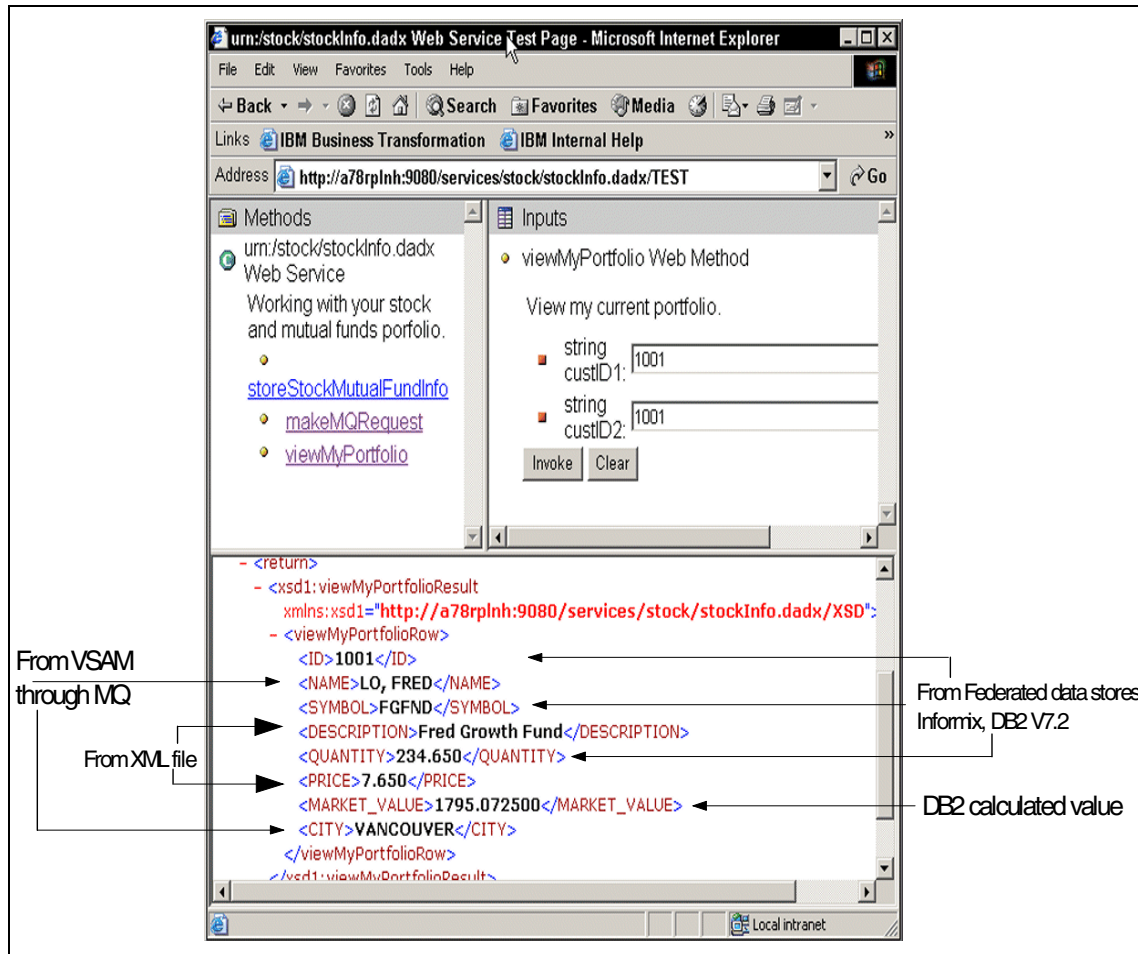 urn:/stock/stockInfo.dadx Web Service Test Page - Microsoft Internet Explorer
File Edit View Favorites Tools Help
Back Search Favorites Media
Links IBM Business Transformation IBM Internal Help »
Address http://a78rplnh:9080/services/stock/stockInfo.dadx/TEST Go
Methods
urn:/stock/stockInfo.dadx
Web Service
Working with your stock
and mutual funds porfolio.
storeStockMutualFundInfo
makeMQRequest
viewMyPortfolio
Inputs
viewMyPortfolio Web Method
View my current portfolio.
string
custID1: 1001
string
custID2: 1001
Invoke Clear
- <return>
- <xsd1:viewMyPortfolioResult
xmlns:xsd1="http://a78rplnh:9080/services/stock/stockInfo.dadx/XSD">
- <viewMyPortfolioRow>
<ID>1001</ID>
<NAME>LO, FRED</NAME>
<SYMBOL>FGFND</SYMBOL>
<DESCRIPTION>Fred Growth Fund</DESCRIPTION>
<QUANTITY>234.650</QUANTITY>
<PRICE>7.650</PRICE>
<MARKET_VALUE>1795.072500</MARKET_VALUE>
<CITY>VANCOUVER</CITY>
</viewMyPortfolioRow>
</xsd1:viewMyPortfolioResult>
Local intranet
From VSAM
through MQ
From XML file
From Federated data stores
Informix, DB2 V7.2
DB2 calculated value